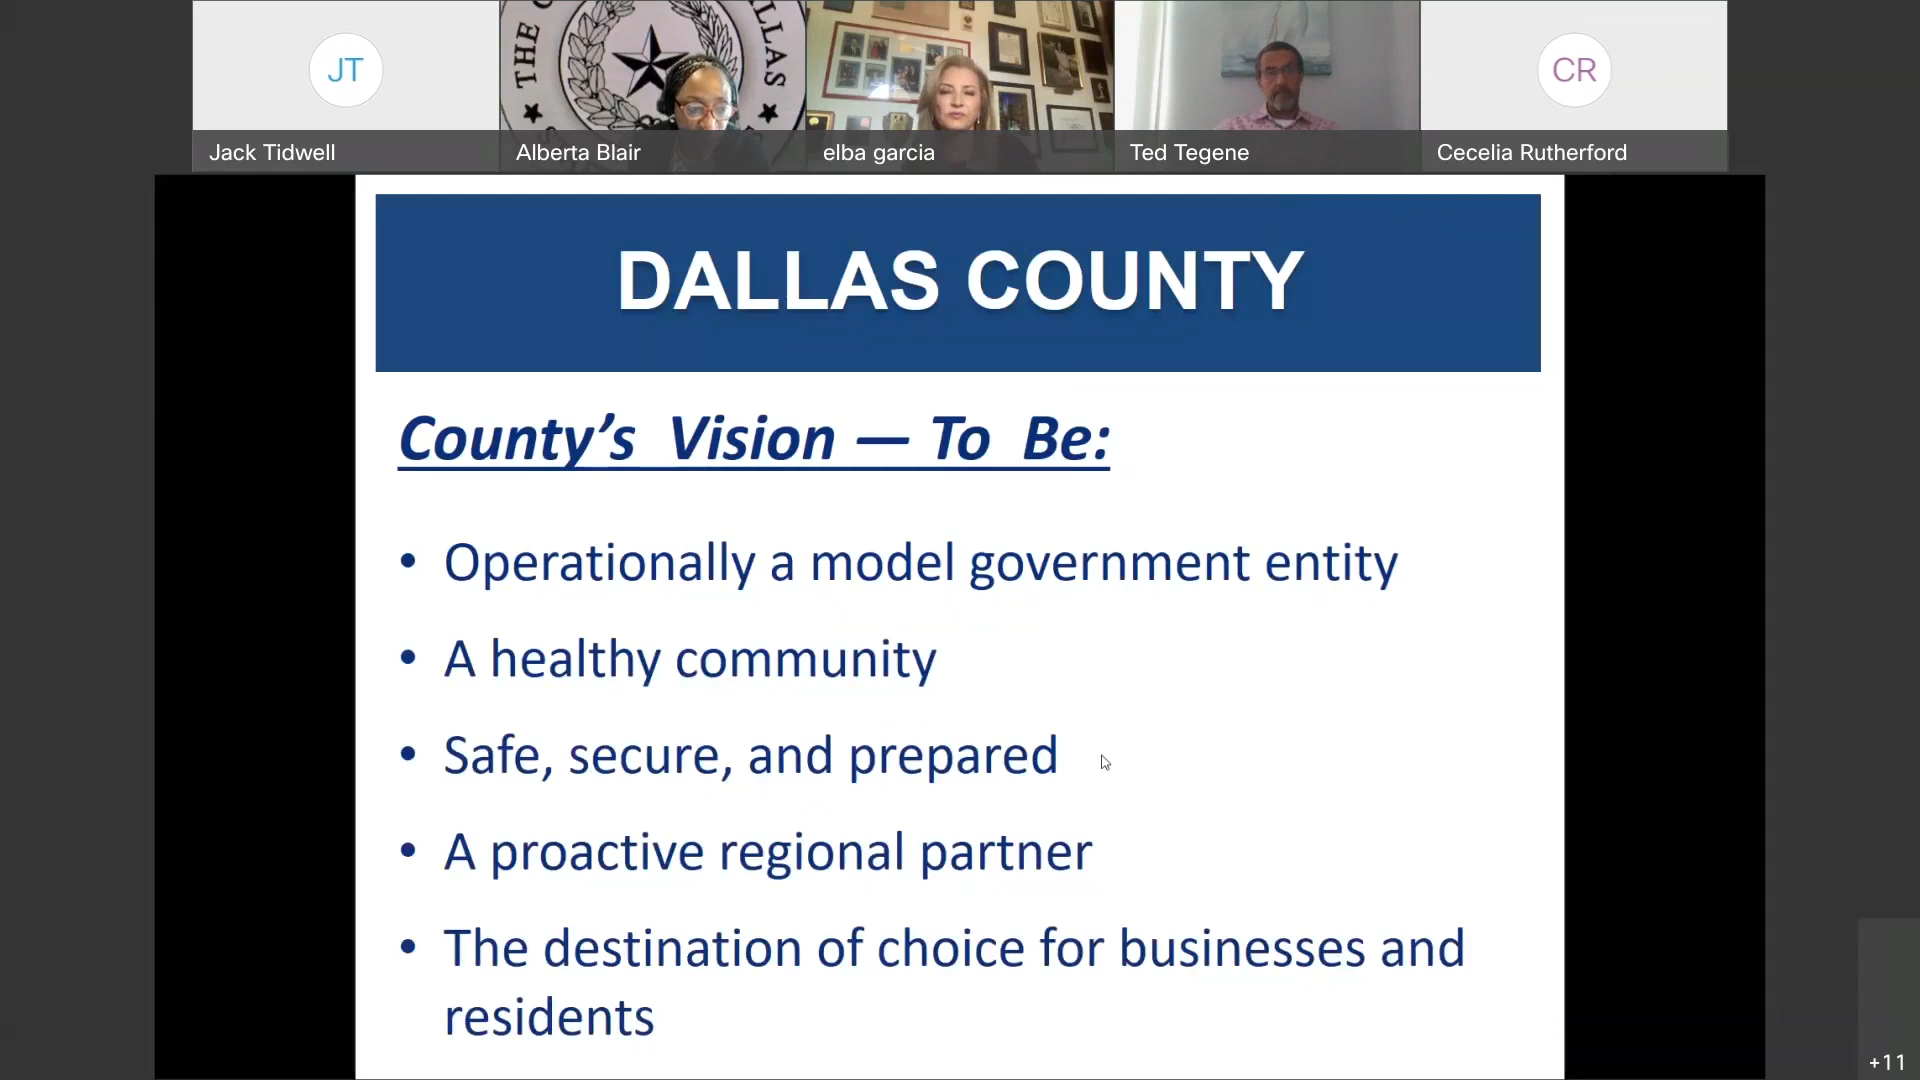 JT
THE C
ALLAS
CR
Jack Tidwell
Alberta Blair
elba garcia
Ted Tegene
Cecelia Rutherford
DALLAS COUNTY
County’s Vision — To Be:
• Operationally a model government entity
• A healthy community
• Safe, secure, and prepared
• A proactive regional partner
• The destination of choice for businesses and
residents
+11